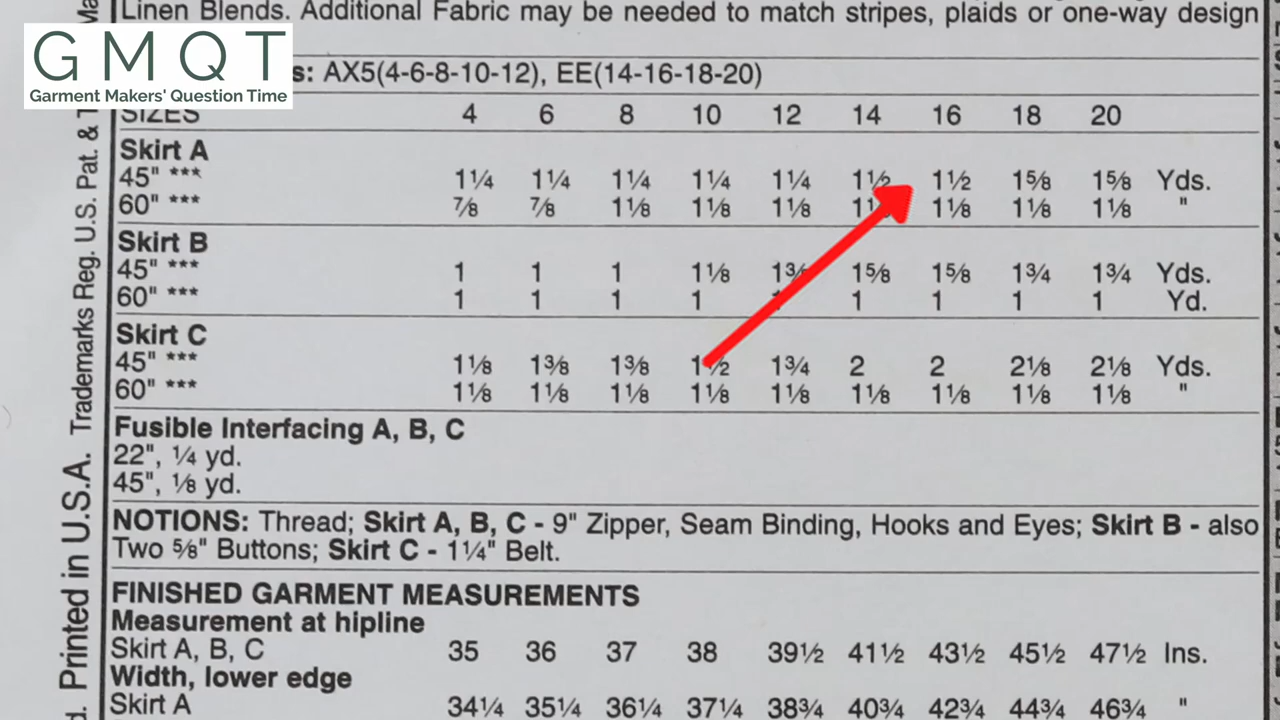 Linen Blends. Additional Fabric may be needed to match stripes, plaids or one-way design
GMQT
Garment Makers' Question Time
s: AX5(4-6-8-10-12), EE(14-16-18-20)
SIZES 4 6 8 10 12 14 16 18 20
Skirt A
45" *** 1¼ 1¼ 1¼ 1¼ 1¼ 1½ 1½ 1⅝ 1⅝ Yds.
60" *** ⅞ ⅞ 1⅛ 1⅛ 1⅛ 1⅛ 1⅛ 1⅛ "
Skirt B
45" *** 1 1 1 1⅛ 1¾ 1⅝ 1⅝ 1¾ 1¾ Yds.
60" *** 1 1 1 1 1 1 1 1 Yd.
Skirt C
45" *** 1⅛ 1⅜ 1⅜ 1½ 1¾ 2 2 2⅛ 2⅛ Yds.
60" *** 1⅛ 1⅛ 1⅛ 1⅛ 1⅛ 1⅛ 1⅛ 1⅛ 1⅛ "
Fusible Interfacing A, B, C
22", ¼ yd.
45", ⅛ yd.
NOTIONS: Thread; Skirt A, B, C - 9" Zipper, Seam Binding, Hooks and Eyes; Skirt B - also
Two ⅝" Buttons; Skirt C - 1¼" Belt.
FINISHED GARMENT MEASUREMENTS
Measurement at hipline
Skirt A, B, C 35 36 37 38 39½ 41½ 43½ 45½ 47½ Ins.
Width, lower edge
Skirt A 34¼ 35¼ 36¼ 37¼ 38¾ 40¾ 42¾ 44¾ 46¾ "
d. Printed in U.S.A. Trademarks Reg. U.S. Pat. & T
Ma